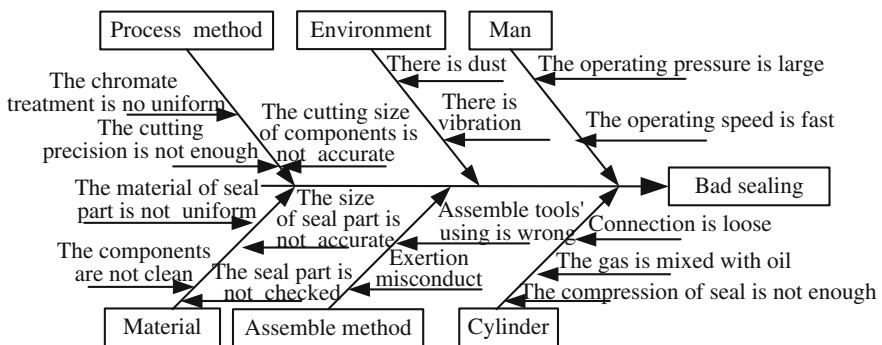 Process method
Environment
Man
The chromate
treatment is no uniform
The cutting
precision is not enough
The cutting size
of components is
not accurate
There is dust
There is
vibration
The operating pressure is large
The operating speed is fast
Bad sealing
The material of seal
part is not uniform
The components
are not clean
The size
of seal part is
not accurate
The seal part is
not checked
Assemble tools'
using is wrong
Exertion
misconduct
Connection is loose
The gas is mixed with oil
The compression of seal is not enough
Material
Assemble method
Cylinder